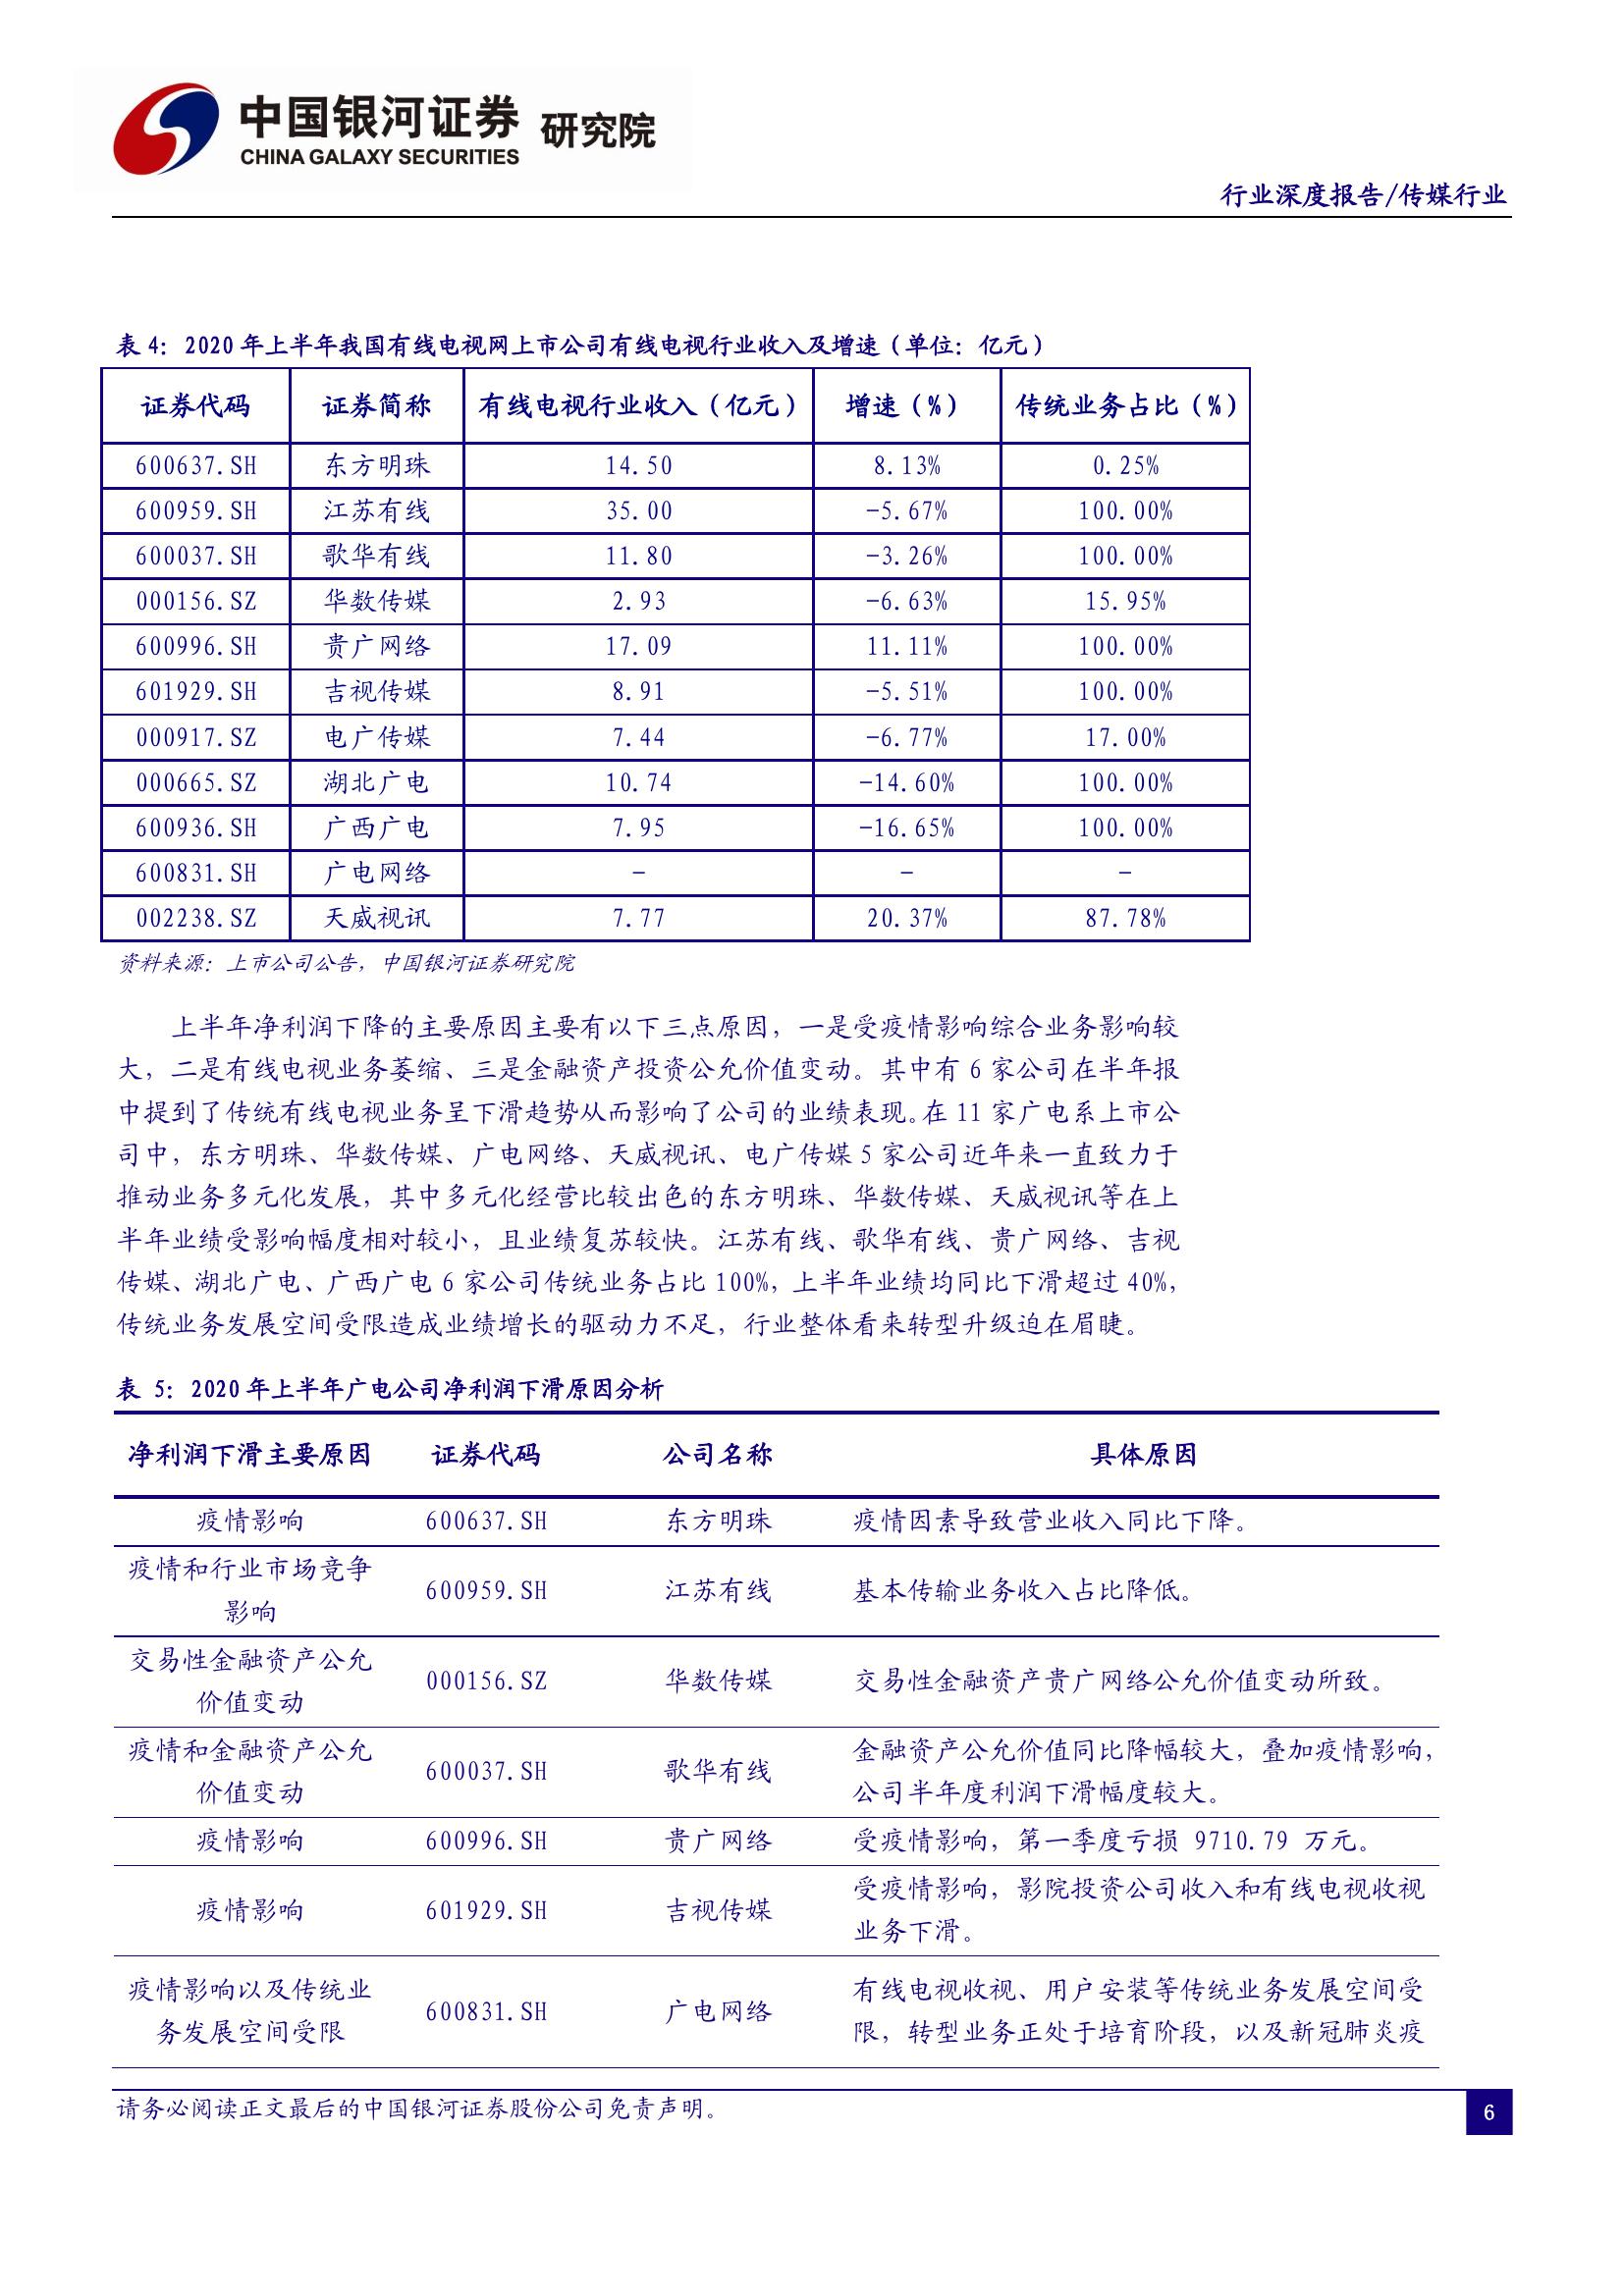 中国银河证券 研究院
CHINA GALAXY SECURITIES
行业深度报告/传媒行业
表 4：2020 年上半年我国有线电视网上市公司有线电视行业收入及增速（单位：亿元）
证券代码 证券简称 有线电视行业收入（亿元） 增速（%） 传统业务占比（%）
600637.SH 东方明珠 14.50 8.13% 0.25%
600959.SH 江苏有线 35.00 -5.67% 100.00%
600037.SH 歌华有线 11.80 -3.26% 100.00%
000156.SZ 华数传媒 2.93 -6.63% 15.95%
600996.SH 贵广网络 17.09 11.11% 100.00%
601929.SH 吉视传媒 8.91 -5.51% 100.00%
000917.SZ 电广传媒 7.44 -6.77% 17.00%
000665.SZ 湖北广电 10.74 -14.60% 100.00%
600936.SH 广西广电 7.95 -16.65% 100.00%
600831.SH 广电网络 - - -
002238.SZ 天威视讯 7.77 20.37% 87.78%
资料来源：上市公司公告，中国银河证券研究院
上半年净利润下降的主要原因主要有以下三点原因，一是受疫情影响综合业务影响较
大，二是有线电视业务萎缩、三是金融资产投资公允价值变动。其中有 6 家公司在半年报
中提到了传统有线电视业务呈下滑趋势从而影响了公司的业绩表现。在 11 家广电系上市公
司中，东方明珠、华数传媒、广电网络、天威视讯、电广传媒 5 家公司近年来一直致力于
推动业务多元化发展，其中多元化经营比较出色的东方明珠、华数传媒、天威视讯等在上
半年业绩受影响幅度相对较小，且业绩复苏较快。江苏有线、歌华有线、贵广网络、吉视
传媒、湖北广电、广西广电 6 家公司传统业务占比 100%，上半年业绩均同比下滑超过 40%，
传统业务发展空间受限造成业绩增长的驱动力不足，行业整体看来转型升级迫在眉睫。
表 5：2020 年上半年广电公司净利润下滑原因分析
净利润下滑主要原因 证券代码 公司名称 具体原因
疫情影响 600637.SH 东方明珠 疫情因素导致营业收入同比下降。
疫情和行业市场竞争
影响 600959.SH 江苏有线 基本传输业务收入占比降低。
交易性金融资产公允
价值变动 000156.SZ 华数传媒 交易性金融资产贵广网络公允价值变动所致。
疫情和金融资产公允
价值变动 600037.SH 歌华有线 金融资产公允价值同比降幅较大，叠加疫情影响，
公司半年度利润下滑幅度较大。
疫情影响 600996.SH 贵广网络 受疫情影响，第一季度亏损 9710.79 万元。
疫情影响 601929.SH 吉视传媒 受疫情影响，影院投资公司收入和有线电视收视
业务下滑。
疫情影响以及传统业
务发展空间受限 600831.SH 广电网络 有线电视收视、用户安装等传统业务发展空间受
限，转型业务正处于培育阶段，以及新冠肺炎疫
请务必阅读正文最后的中国银河证券股份公司免责声明。
6